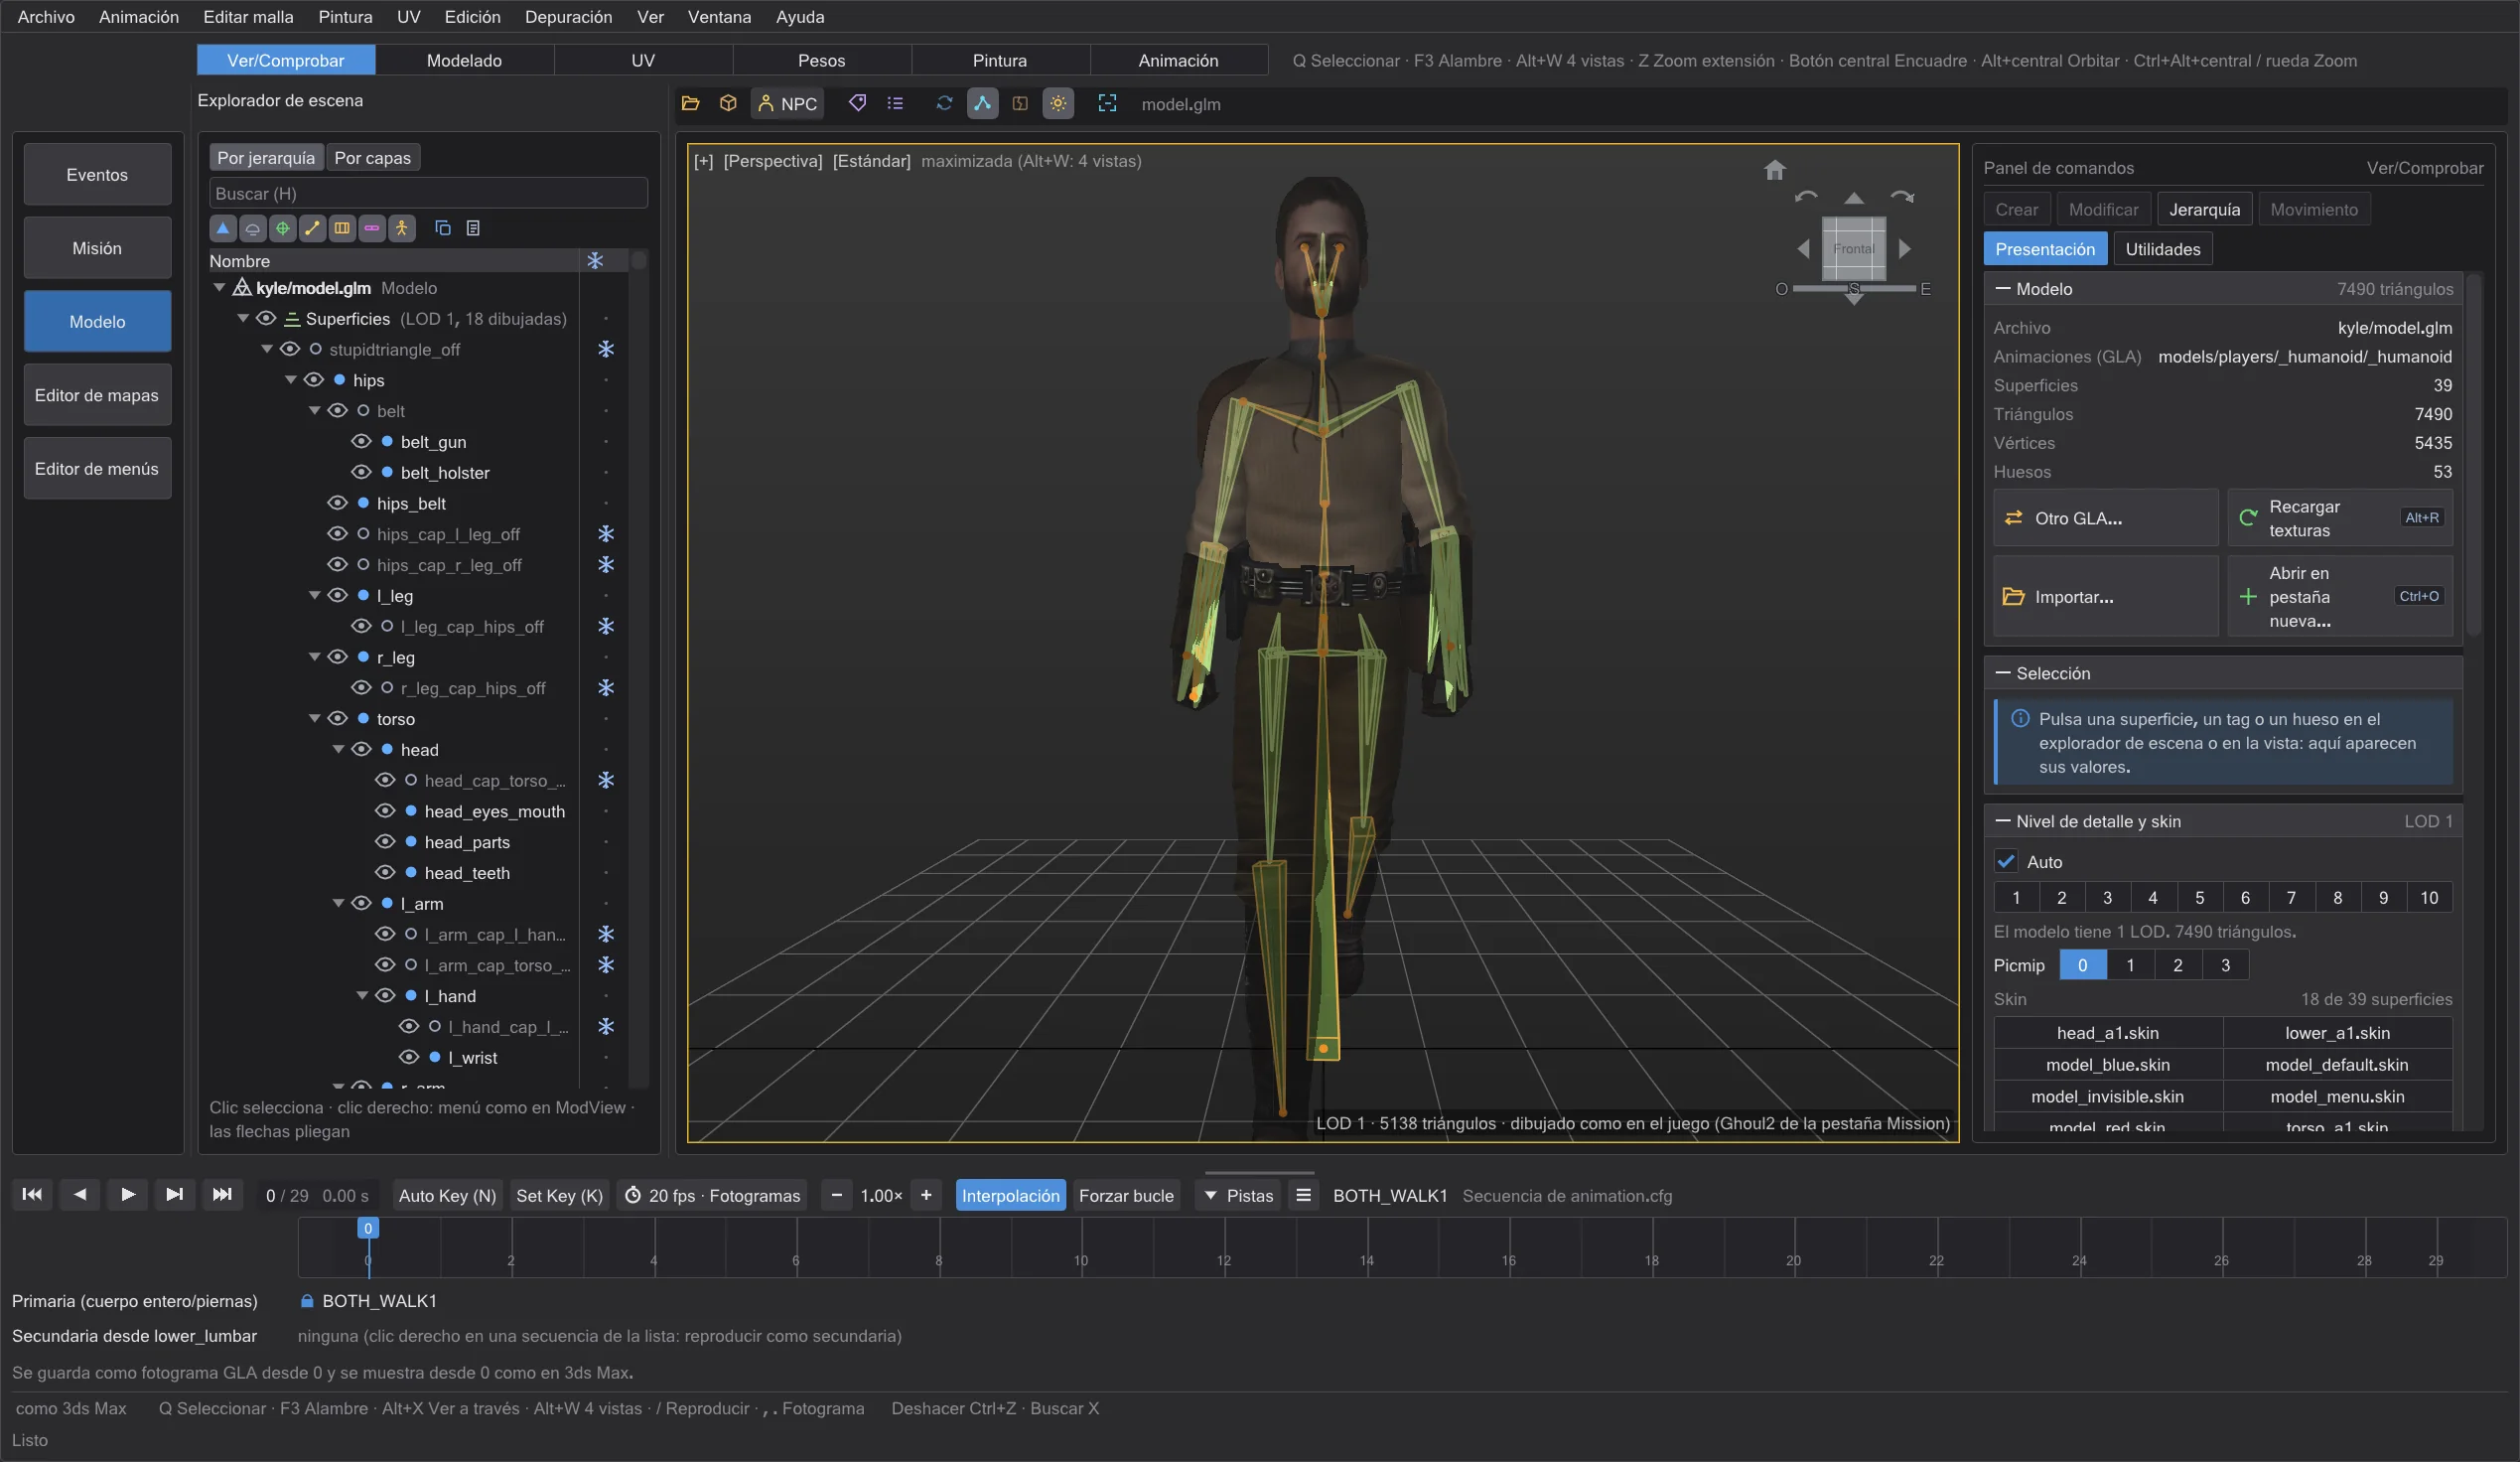 Archivo Animación Editar malla Pintura UV Edición Depuración Ver Ventana Ayuda
Ver/Comprobar Modelado UV Pesos Pintura Animación Q Seleccionar · F3 Alambre · Alt+W 4 vistas · Z Zoom extensión · Botón central Encuadre · Alt+central Orbitar · Ctrl+Alt+central / rueda Zoom
Explorador de escena
NPC model.glm
Eventos
Misión
Modelo
Editor de mapas
Editor de menús
Por jerarquía Por capas
Buscar (H)
Nombre
kyle/model.glm Modelo
Superficies (LOD 1, 18 dibujadas)
stupidtriangle_off
hips
belt
belt_gun
belt_holster
hips_belt
hips_cap_l_leg_off
hips_cap_r_leg_off
l_leg
l_leg_cap_hips_off
r_leg
r_leg_cap_hips_off
torso
head
head_cap_torso_...
head_eyes_mouth
head_parts
head_teeth
l_arm
l_arm_cap_l_han...
l_arm_cap_torso_...
l_hand
l_hand_cap_l_...
l_wrist
r_arm
Clic selecciona · clic derecho: menú como en ModView ·
las flechas pliegan
[+] [Perspectiva] [Estándar] maximizada (Alt+W: 4 vistas)
Frontal
O S E
LOD 1 · 5138 triángulos · dibujado como en el juego (Ghoul2 de la pestaña Mission)
Panel de comandos Ver/Comprobar
Crear Modificar Jerarquía Movimiento
Presentación Utilidades
Modelo 7490 triángulos
Archivo kyle/model.glm
Animaciones (GLA) models/players/_humanoid/_humanoid
Superficies 39
Triángulos 7490
Vértices 5435
Huesos 53
Otro GLA...
Recargar texturas Alt+R
Importar...
Abrir en pestaña nueva... Ctrl+O
Selección
Pulsa una superficie, un tag o un hueso en el
explorador de escena o en la vista: aquí aparecen
sus valores.
Nivel de detalle y skin LOD 1
Auto
1 2 3 4 5 6 7 8 9 10
El modelo tiene 1 LOD. 7490 triángulos.
Picmip 0 1 2 3
Skin 18 de 39 superficies
head_a1.skin lower_a1.skin
model_blue.skin model_default.skin
model_invisible.skin model_menu.skin
model_red.skin torso_a1.skin
0 / 29 0.00 s Auto Key (N) Set Key (K) 20 fps · Fotogramas − 1.00× + Interpolación Forzar bucle Pistas BOTH_WALK1 Secuencia de animation.cfg
0
0 2 4 6 8 10 12 14 16 18 20 22 24 26 28 29
Primaria (cuerpo entero/piernas) BOTH_WALK1
Secundaria desde lower_lumbar ninguna (clic derecho en una secuencia de la lista: reproducir como secundaria)
Se guarda como fotograma GLA desde 0 y se muestra desde 0 como en 3ds Max.
como 3ds Max Q Seleccionar · F3 Alambre · Alt+X Ver a través · Alt+W 4 vistas · / Reproducir · , . Fotograma Deshacer Ctrl+Z · Buscar X
Listo